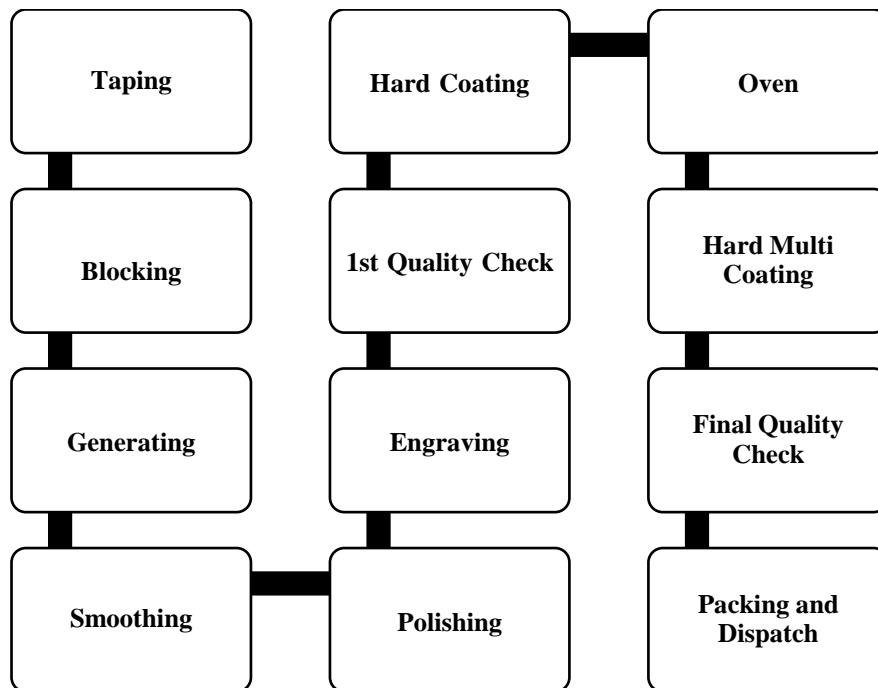 Taping
Blocking
Generating
Smoothing
Polishing
Engraving
1st Quality Check
Hard Coating
Oven
Hard Multi
Coating
Final Quality
Check
Packing and
Dispatch